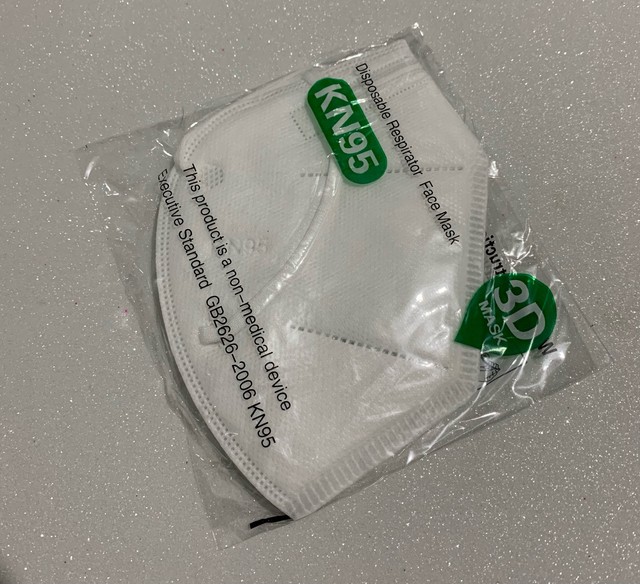 KN95
Disposable Respirator Face Mask
3D
MASK
This product is a non-medical device
Executive Standard GB2626-2006 KN95